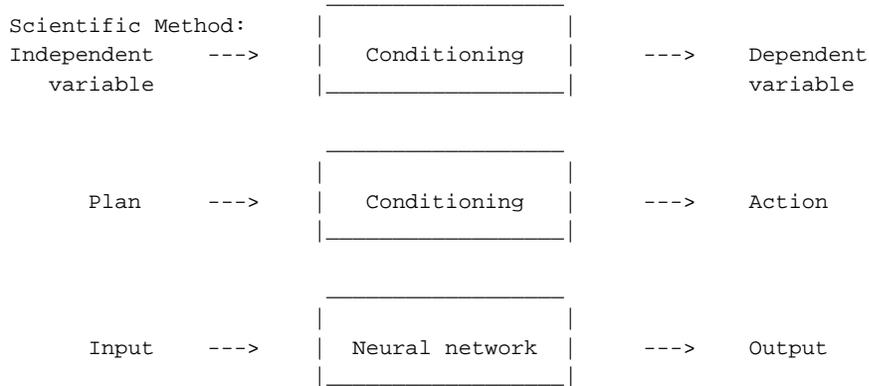 Scientific Method:
Independent ---> Conditioning ---> Dependent
variable variable
Plan ---> Conditioning ---> Action
Input ---> Neural network ---> Output